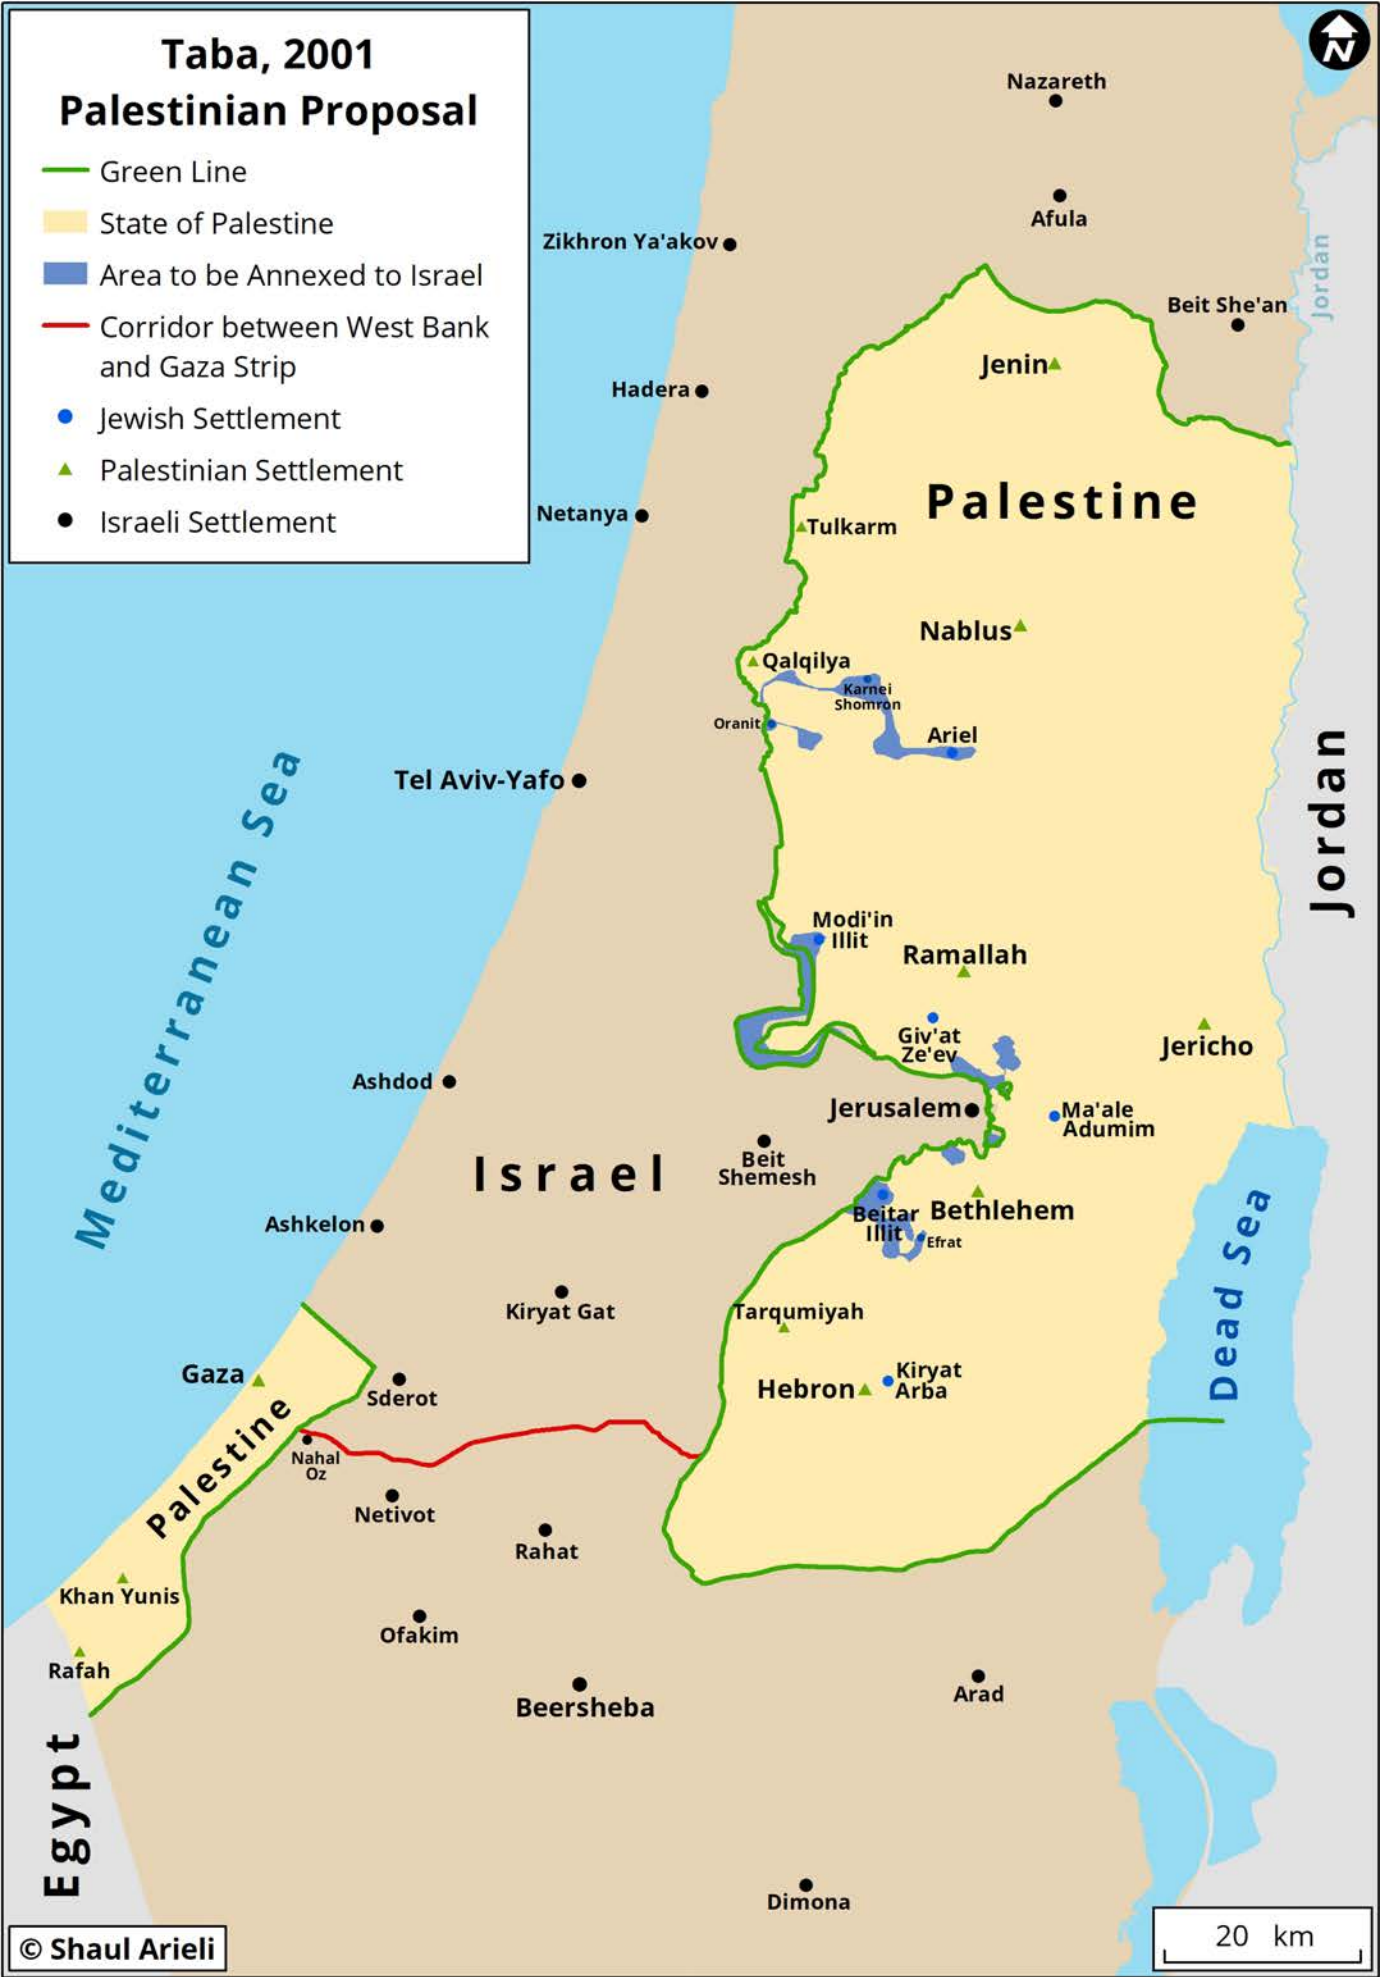 Taba, 2001
Palestinian Proposal
Green Line
State of Palestine
Area to be Annexed to Israel
Corridor between West Bank
and Gaza Strip
Jewish Settlement
Palestinian Settlement
Israeli Settlement
N
Nazareth
Afula
Zikhron Ya'akov
Jordan
Beit She'an
Jenin
Hadera
Palestine
Netanya
Tulkarm
Nablus
Qalqilya
Karnei
Shomron
Oranit
Ariel
Tel Aviv-Yafo
Jordan
Mediterranean Sea
Modi'in
Illit
Ramallah
Giv'at
Ze'ev
Jericho
Ashdod
Jerusalem
Ma'ale
Adumim
Beit
Shemesh
Israel
Bethlehem
Beitar
Illit
Efrat
Ashkelon
Dead Sea
Kiryat Gat
Tarqumiyah
Gaza
Sderot
Hebron
Kiryat
Arba
Palestine
Nahal
Oz
Netivot
Rahat
Khan Yunis
Ofakim
Rafah
Beersheba
Arad
Egypt
Dimona
© Shaul Arieli
20 km